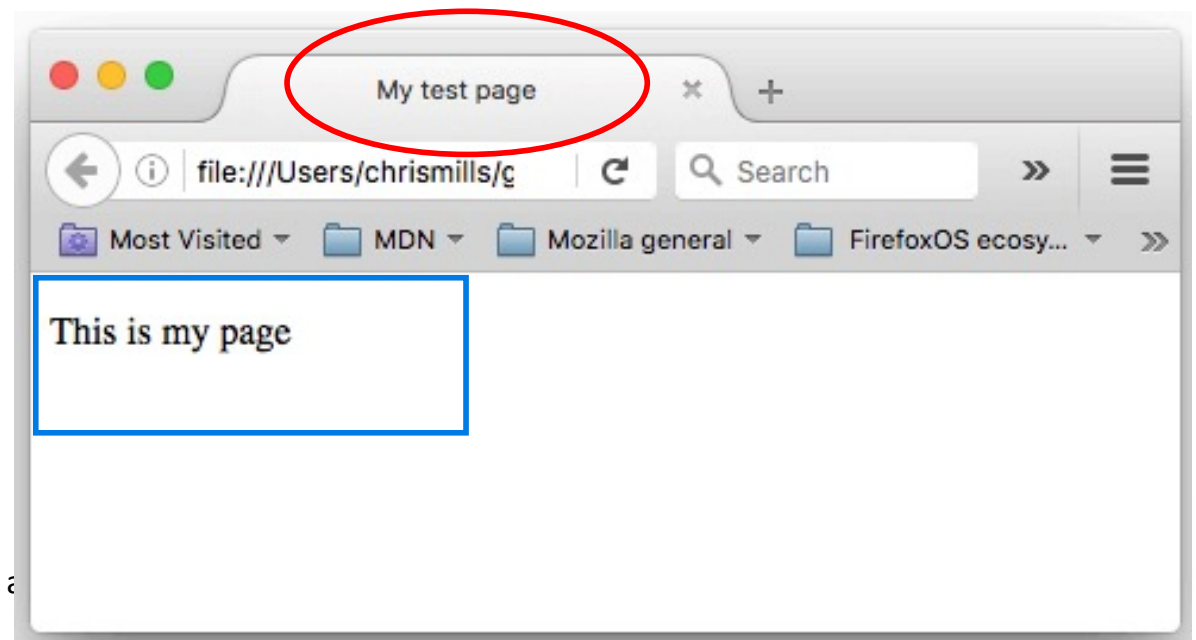 My test page
file:///Users/chrismills/g
Search
Most Visited MDN Mozilla general FirefoxOS ecosy...
This is my page